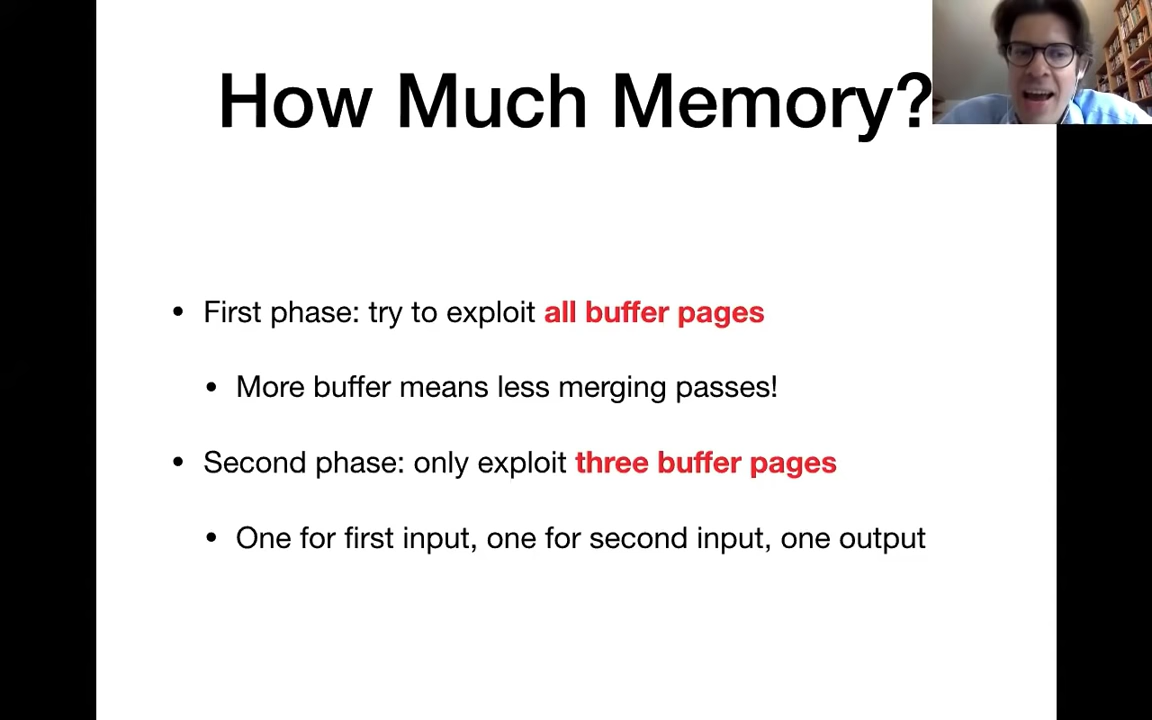 How Much Memory?
• First phase: try to exploit all buffer pages
• More buffer means less merging passes!
• Second phase: only exploit three buffer pages
• One for first input, one for second input, one output